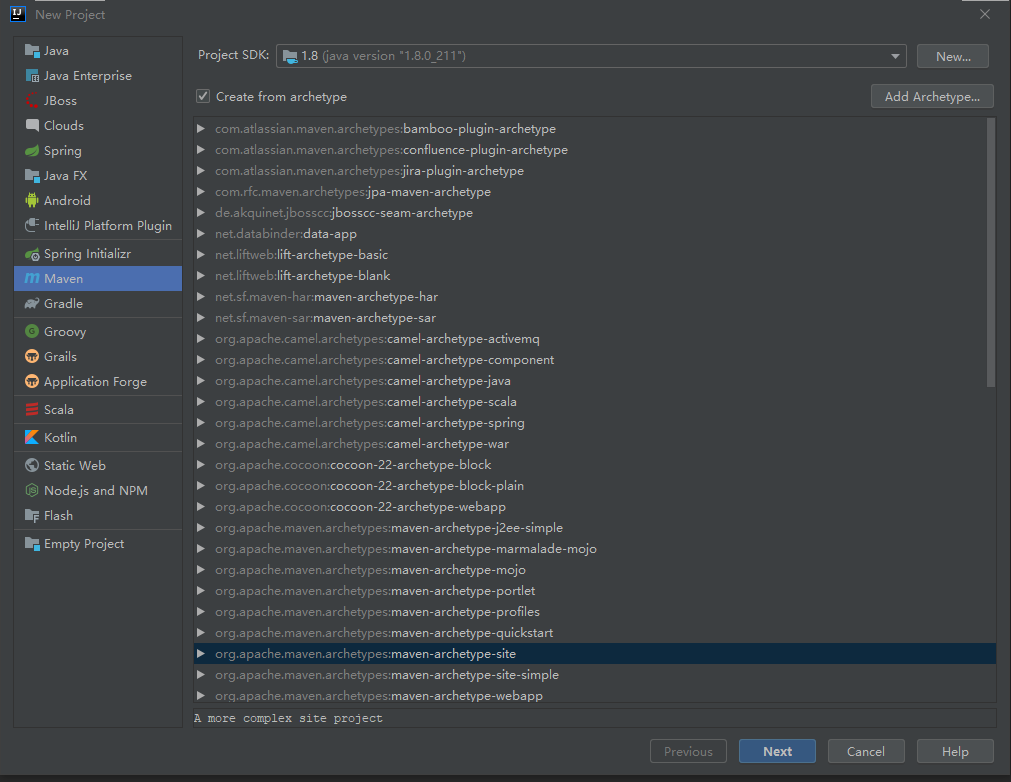 New Project
Java
Java Enterprise
JBoss
Clouds
Spring
Java FX
Android
IntelliJ Platform Plugin
Spring Initializr
Maven
Gradle
Groovy
Grails
Application Forge
Scala
Kotlin
Static Web
Node.js and NPM
Flash
Empty Project
Project SDK: 1.8 (java version "1.8.0_211") New...
Create from archetype Add Archetype...
com.atlassian.maven.archetypes:bamboo-plugin-archetype
com.atlassian.maven.archetypes:confluence-plugin-archetype
com.atlassian.maven.archetypes:jira-plugin-archetype
com.rfc.maven.archetypes:jpa-maven-archetype
de.akquinet.jbosscc:jbosscc-seam-archetype
net.databinder:data-app
net.liftweb:lift-archetype-basic
net.liftweb:lift-archetype-blank
net.sf.maven-har:maven-archetype-har
net.sf.maven-sar:maven-archetype-sar
org.apache.camel.archetypes:camel-archetype-activemq
org.apache.camel.archetypes:camel-archetype-component
org.apache.camel.archetypes:camel-archetype-java
org.apache.camel.archetypes:camel-archetype-scala
org.apache.camel.archetypes:camel-archetype-spring
org.apache.camel.archetypes:camel-archetype-war
org.apache.cocoon:cocoon-22-archetype-block
org.apache.cocoon:cocoon-22-archetype-block-plain
org.apache.cocoon:cocoon-22-archetype-webapp
org.apache.maven.archetypes:maven-archetype-j2ee-simple
org.apache.maven.archetypes:maven-archetype-marmalade-mojo
org.apache.maven.archetypes:maven-archetype-mojo
org.apache.maven.archetypes:maven-archetype-portlet
org.apache.maven.archetypes:maven-archetype-profiles
org.apache.maven.archetypes:maven-archetype-quickstart
org.apache.maven.archetypes:maven-archetype-site
org.apache.maven.archetypes:maven-archetype-site-simple
org.apache.maven.archetypes:maven-archetype-webapp
A more complex site project
Previous Next Cancel Help